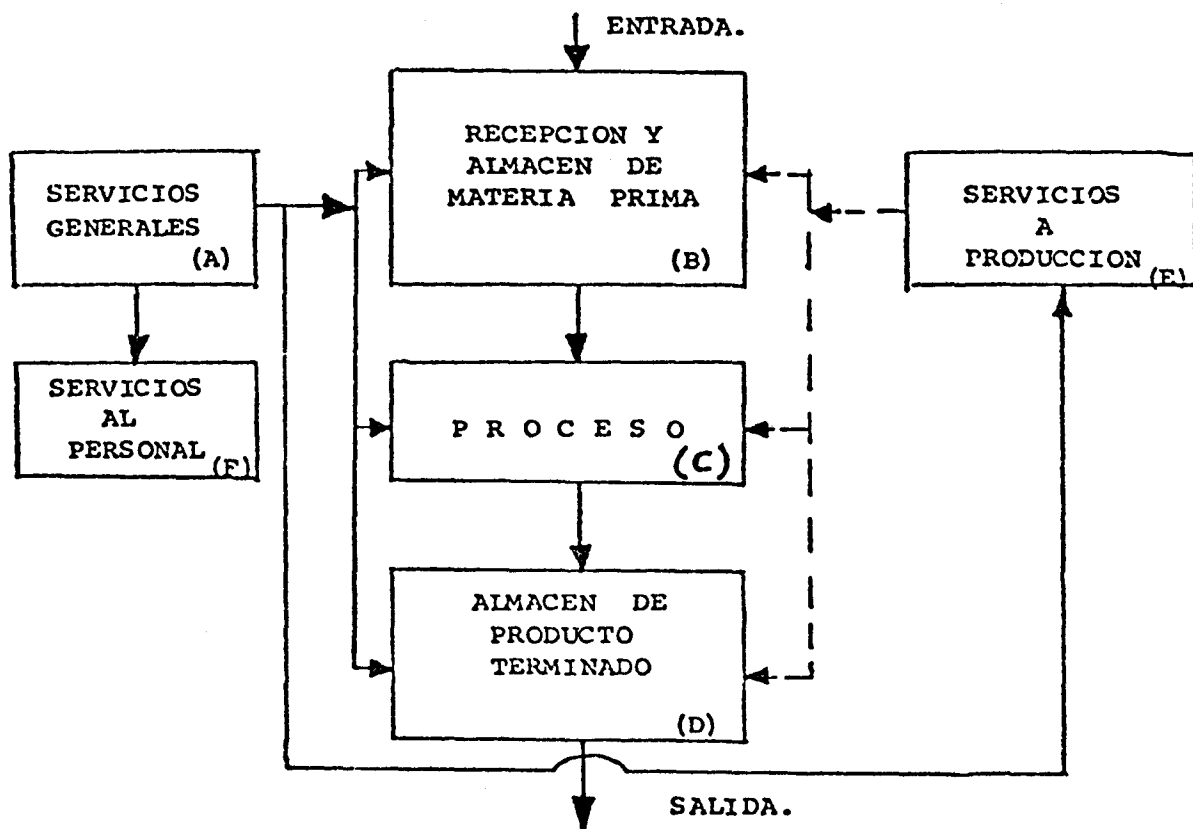 ENTRADA.
RECEPCION Y
ALMACEN DE
MATERIA PRIMA
(B)
SERVICIOS
GENERALES
(A)
SERVICIOS
A
PRODUCCION
(E)
SERVICIOS
AL
PERSONAL
(F)
P R O C E S O
(C)
ALMACEN DE
PRODUCTO
TERMINADO
(D)
SALIDA.